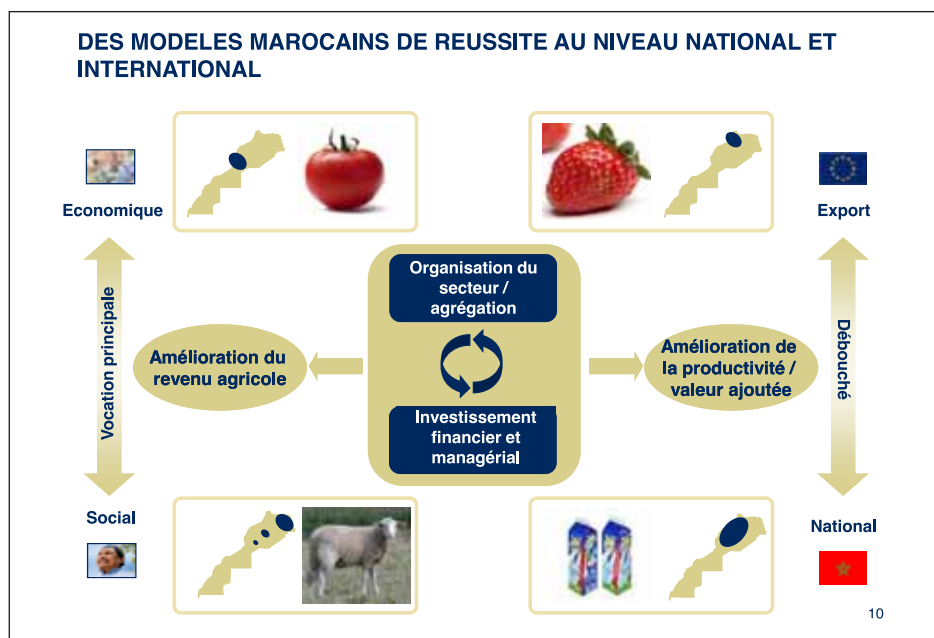 DES MODELES MAROCAINS DE REUSSITE AU NIVEAU NATIONAL ET
INTERNATIONAL
Economique
Export
Vocation principale
Organisation du
secteur /
agrégation
Amélioration du
revenu agricole
Amélioration de
la productivité /
valeur ajoutée
Débouché
Investissement
financier et
managérial
Social
National
10